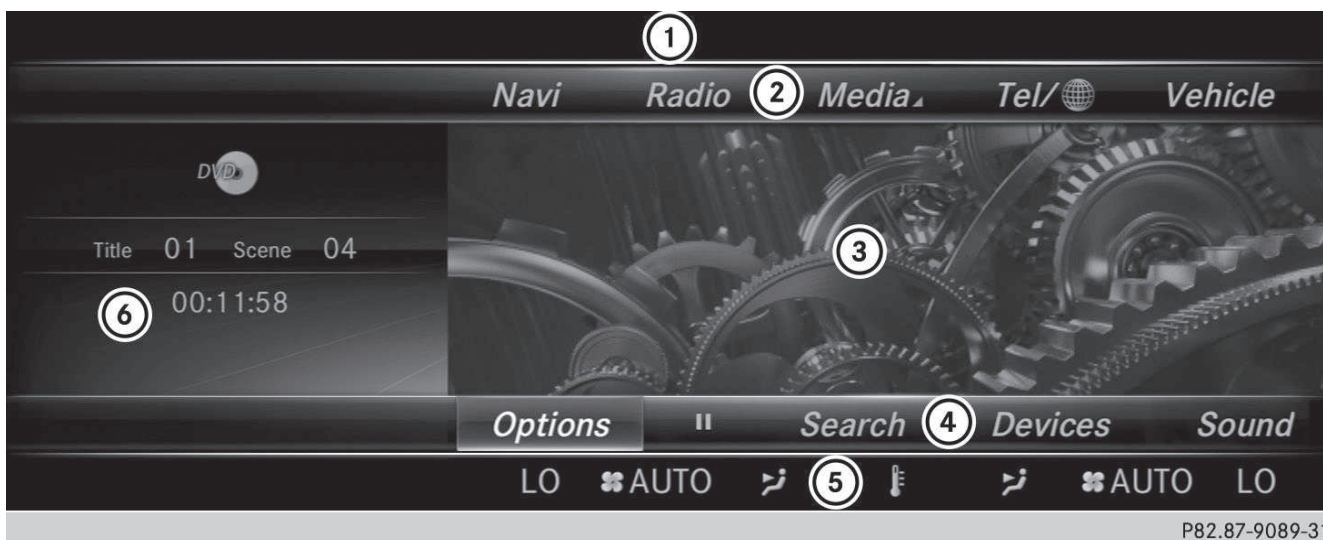 1
Navi Radio 2 Media Tel/ Vehicle
DVD
Title 01 Scene 04
3
6 00:11:58
Options II Search 4 Devices Sound
LO AUTO 5 AUTO LO
P82.87-9089-31